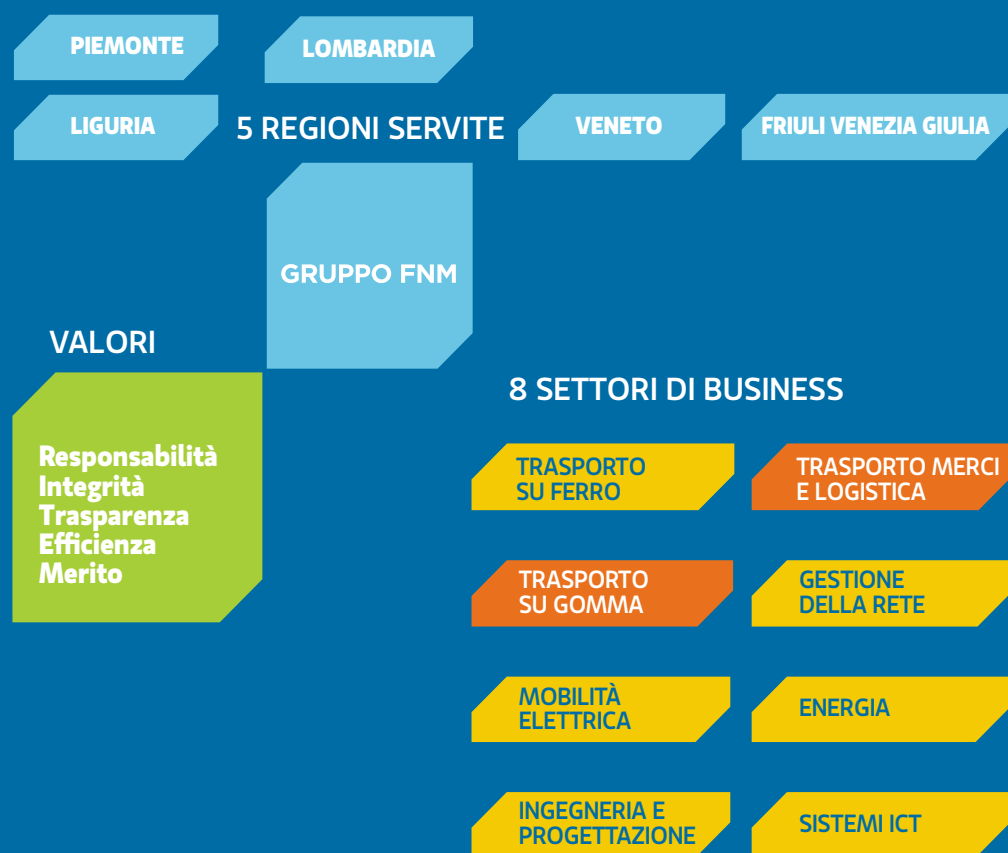 PIEMONTE
LOMBARDIA
LIGURIA
5 REGIONI SERVITE
VENETO
FRIULI VENEZIA GIULIA
GRUPPO FNM
VALORI
Responsabilità
Integrità
Trasparenza
Efficienza
Merito
8 SETTORI DI BUSINESS
TRASPORTO
SU FERRO
TRASPORTO MERCI
E LOGISTICA
TRASPORTO
SU GOMMA
GESTIONE
DELLA RETE
MOBILITÀ
ELETTRICA
ENERGIA
INGEGNERIA E
PROGETTAZIONE
SISTEMI ICT